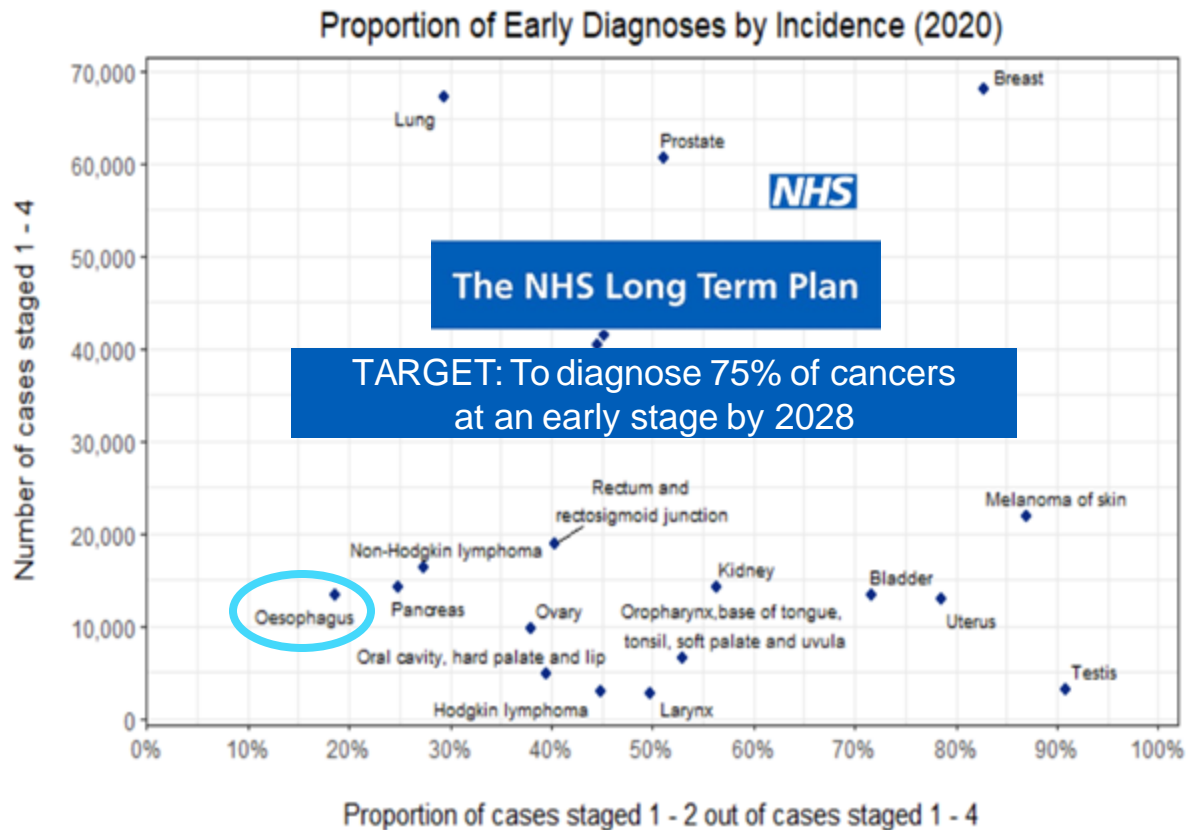 Proportion of Early Diagnoses by Incidence (2020)
Number of cases staged 1 - 4
70,000
60,000
50,000
40,000
30,000
20,000
10,000
0
Breast
Lung
Prostate
NHS
The NHS Long Term Plan
TARGET: To diagnose 75% of cancers
at an early stage by 2028
Rectum and
rectosigmoid junction
Melanoma of skin
Non-Hodgkin lymphoma
Kidney
Bladder
Oesophagus
Pancreas
Ovary
Oropharynx,base of tongue,
tonsil, soft palate and uvula
Uterus
Oral cavity, hard palate and lip
Testis
Hodgkin lymphoma
Larynx
0%
10%
20%
30%
40%
50%
60%
70%
80%
90%
100%
Proportion of cases staged 1 - 2 out of cases staged 1 - 4